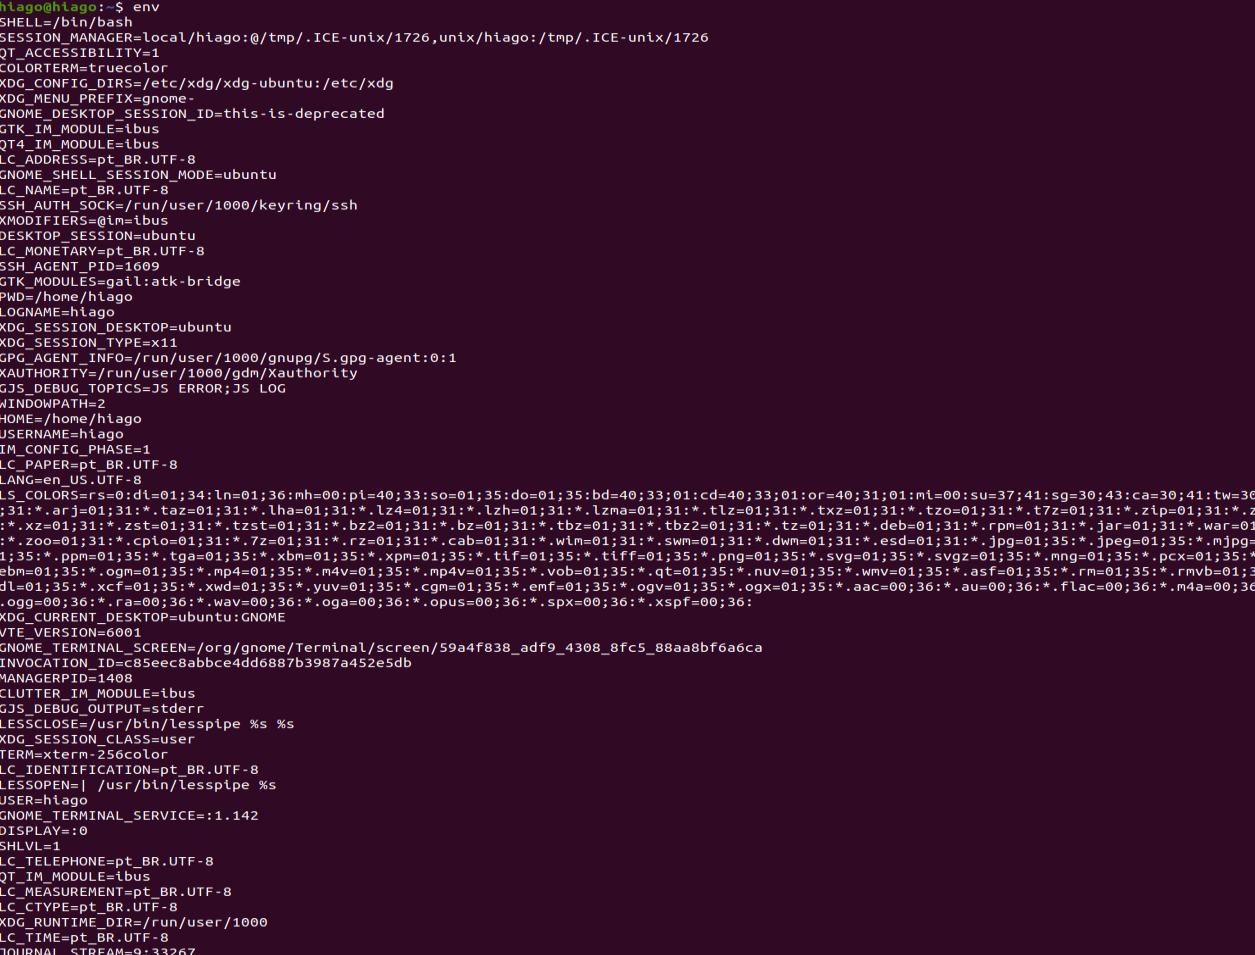 hiago@hiago:~$ env
SHELL=/bin/bash
SESSION_MANAGER=local/hiago:@/tmp/.ICE-unix/1726,unix/hiago:/tmp/.ICE-unix/1726
QT_ACCESSIBILITY=1
COLORTERM=truecolor
XDG_CONFIG_DIRS=/etc/xdg/xdg-ubuntu:/etc/xdg
XDG_MENU_PREFIX=gnome-
GNOME_DESKTOP_SESSION_ID=this-is-deprecated
GTK_IM_MODULE=ibus
QT4_IM_MODULE=ibus
LC_ADDRESS=pt_BR.UTF-8
GNOME_SHELL_SESSION_MODE=ubuntu
LC_NAME=pt_BR.UTF-8
SSH_AUTH_SOCK=/run/user/1000/keyring/ssh
XMODIFIERS=@im=ibus
DESKTOP_SESSION=ubuntu
LC_MONETARY=pt_BR.UTF-8
SSH_AGENT_PID=1609
GTK_MODULES=gail:atk-bridge
PWD=/home/hiago
LOGNAME=hiago
XDG_SESSION_DESKTOP=ubuntu
XDG_SESSION_TYPE=x11
GPG_AGENT_INFO=/run/user/1000/gnupg/S.gpg-agent:0:1
XAUTHORITY=/run/user/1000/gdm/Xauthority
GJS_DEBUG_TOPICS=JS ERROR;JS LOG
WINDOWPATH=2
HOME=/home/hiago
USERNAME=hiago
IM_CONFIG_PHASE=1
LC_PAPER=pt_BR.UTF-8
LANG=en_US.UTF-8
LS_COLORS=rs=0:di=01;34:ln=01;36:mh=00:pi=40;33:so=01;35:do=01;35:bd=40;33;01:cd=40;33;01:or=40;31;01:mi=00:su=37;41:sg=30;43:ca=30;41:tw=30
;31:*.arj=01;31:*.taz=01;31:*.lha=01;31:*.lz4=01;31:*.lzh=01;31:*.lzma=01;31:*.tlz=01;31:*.txz=01;31:*.tzo=01;31:*.t7z=01;31:*.zip=01;31:*.z
:*.xz=01;31:*.zst=01;31:*.tzst=01;31:*.bz2=01;31:*.bz=01;31:*.tbz=01;31:*.tbz2=01;31:*.tz=01;31:*.deb=01;31:*.rpm=01;31:*.jar=01;31:*.war=01
:*.zoo=01;31:*.cpio=01;31:*.7z=01;31:*.rz=01;31:*.cab=01;31:*.wim=01;31:*.swm=01;31:*.dwm=01;31:*.esd=01;31:*.jpg=01;35:*.jpeg=01;35:*.mjpg=
1;35:*.ppm=01;35:*.tga=01;35:*.xbm=01;35:*.xpm=01;35:*.tif=01;35:*.tiff=01;35:*.png=01;35:*.svg=01;35:*.svgz=01;35:*.mng=01;35:*.pcx=01;35:*
ebm=01;35:*.ogm=01;35:*.mp4=01;35:*.m4v=01;35:*.mp4v=01;35:*.vob=01;35:*.qt=01;35:*.nuv=01;35:*.wmv=01;35:*.asf=01;35:*.rm=01;35:*.rmvb=01;3
dl=01;35:*.xcf=01;35:*.xwd=01;35:*.yuv=01;35:*.cgm=01;35:*.emf=01;35:*.ogv=01;35:*.ogx=01;35:*.aac=00;36:*.au=00;36:*.flac=00;36:*.m4a=00;36
.ogg=00;36:*.ra=00;36:*.wav=00;36:*.oga=00;36:*.opus=00;36:*.spx=00;36:*.xspf=00;36:
XDG_CURRENT_DESKTOP=ubuntu:GNOME
VTE_VERSION=6001
GNOME_TERMINAL_SCREEN=/org/gnome/Terminal/screen/59a4f838_adf9_4308_8fc5_88aa8bf6a6ca
INVOCATION_ID=c85eec8abbce4dd6887b3987a452e5db
MANAGERPID=1408
CLUTTER_IM_MODULE=ibus
GJS_DEBUG_OUTPUT=stderr
LESSCLOSE=/usr/bin/lesspipe %s %s
XDG_SESSION_CLASS=user
TERM=xterm-256color
LC_IDENTIFICATION=pt_BR.UTF-8
LESSOPEN=| /usr/bin/lesspipe %s
USER=hiago
GNOME_TERMINAL_SERVICE=:1.142
DISPLAY=:0
SHLVL=1
LC_TELEPHONE=pt_BR.UTF-8
QT_IM_MODULE=ibus
LC_MEASUREMENT=pt_BR.UTF-8
LC_CTYPE=pt_BR.UTF-8
XDG_RUNTIME_DIR=/run/user/1000
LC_TIME=pt_BR.UTF-8
JOURNAL_STREAM=9:33267